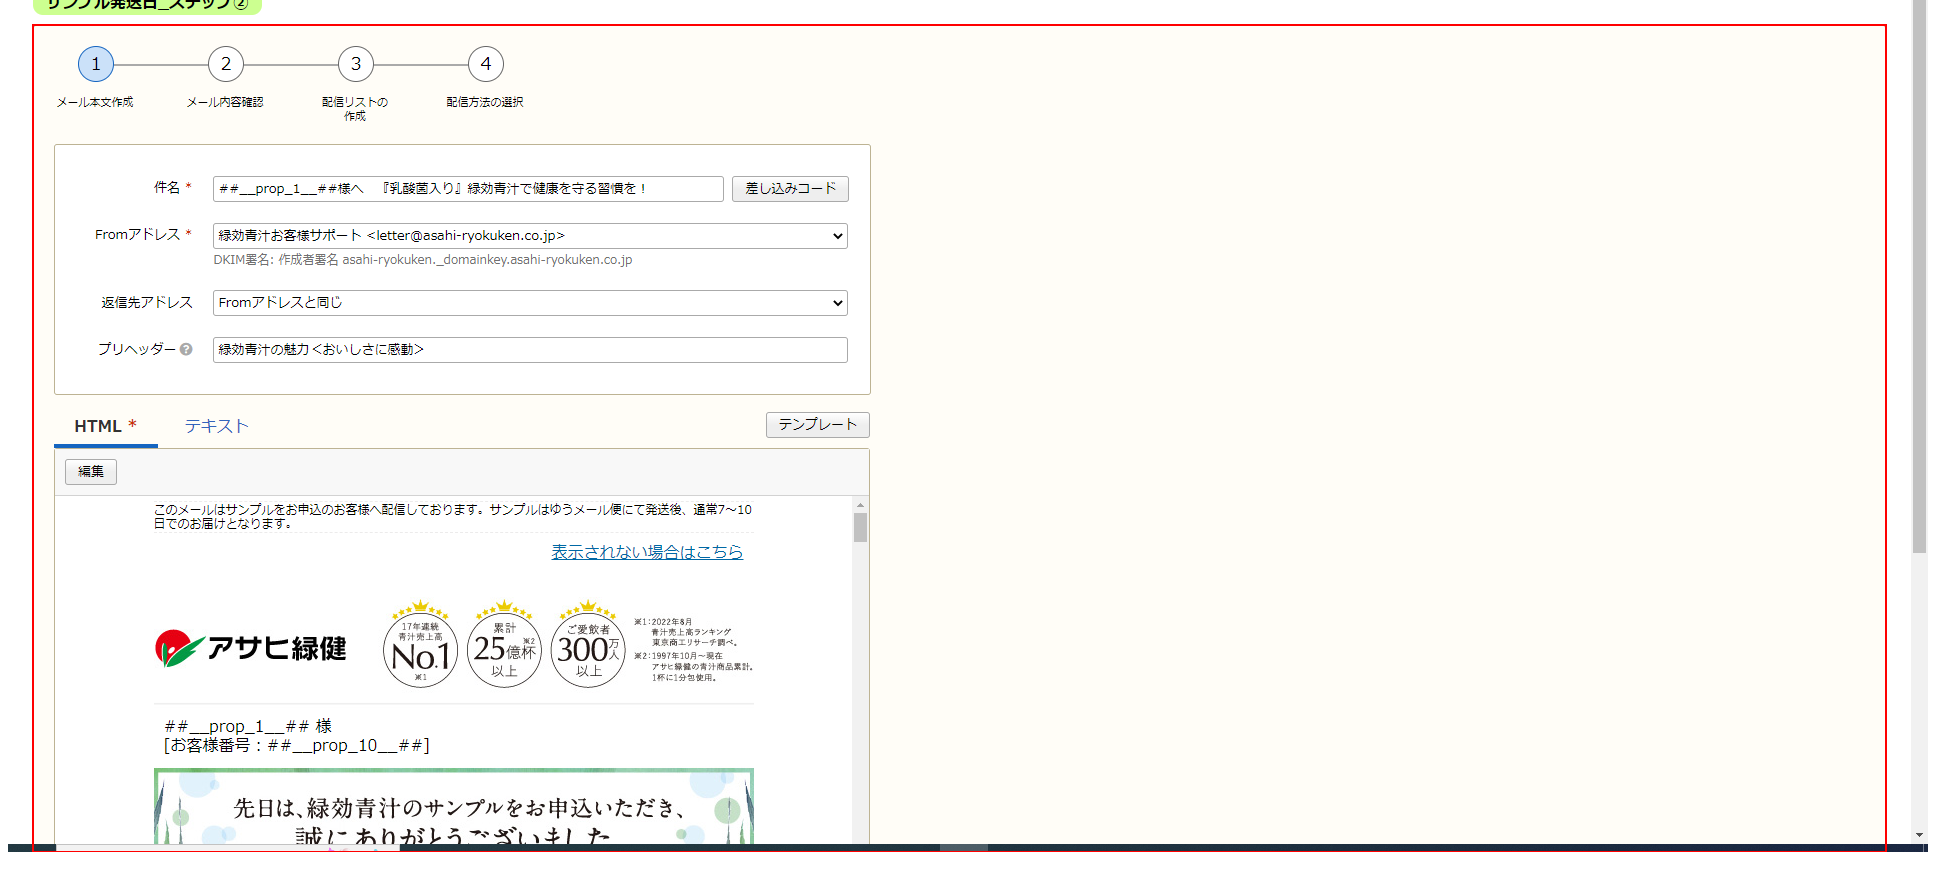 サンプル発送日_ステップ②
1
2
3
4
メール本文作成
メール内容確認
配信リストの
作成
配信方法の選択
件名 *
##__prop_1__##様へ　『乳酸菌入り』緑効青汁で健康を守る習慣を！
差し込みコード
Fromアドレス *
緑効青汁お客様サポート <letter@asahi-ryokuken.co.jp>
DKIM署名: 作成者署名 asahi-ryokuken._domainkey.asahi-ryokuken.co.jp
返信先アドレス
Fromアドレスと同じ
プリヘッダー ?
緑効青汁の魅力＜おいしさに感動＞
HTML *
テキスト
テンプレート
編集
このメールはサンプルをお申込のお客様へ配信しております。サンプルはゆうメール便にて発送後、通常7～10
日でのお届けとなります。
表示されない場合はこちら
アサヒ緑健
17年連続
青汁売上高
No.1
※1
累計
25億杯※2
以上
ご愛飲者
300万人
以上
※1:2022年8月
青汁売上高ランキング
東京商工リサーチ調べ。
※2:1997年10月～現在
アサヒ緑健の青汁商品累計。
1杯に1分包使用。
##__prop_1__## 様
[お客様番号：##__prop_10__##]
先日は、緑効青汁のサンプルをお申込いただき、
誠にありがとうございました